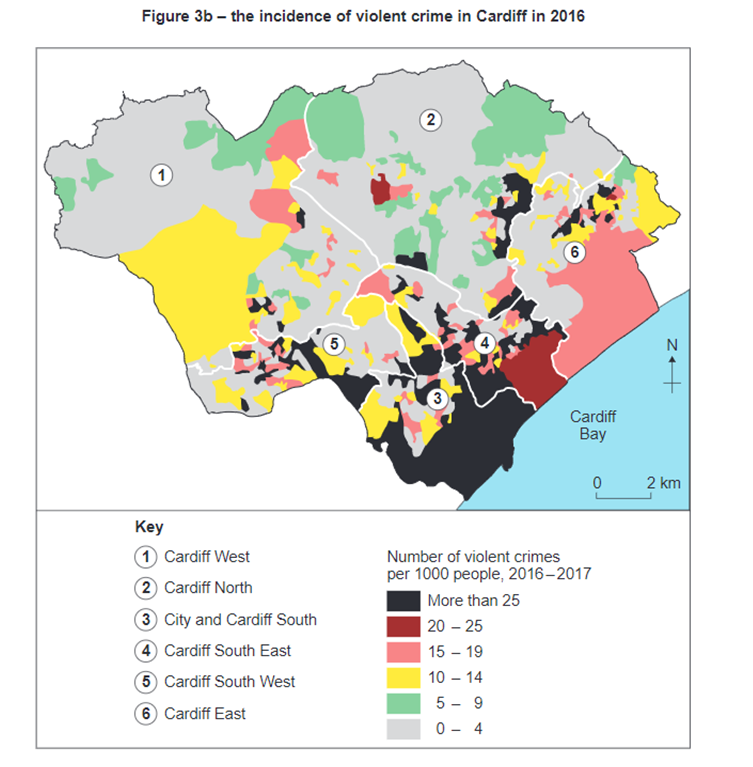 Figure 3b – the incidence of violent crime in Cardiff in 2016
2
1
6
5
4
3
N
Cardiff
Bay
0 2 km
Key
1 Cardiff West
2 Cardiff North
3 City and Cardiff South
4 Cardiff South East
5 Cardiff South West
6 Cardiff East
Number of violent crimes
per 1000 people, 2016–2017
More than 25
20 – 25
15 – 19
10 – 14
5 – 9
0 – 4